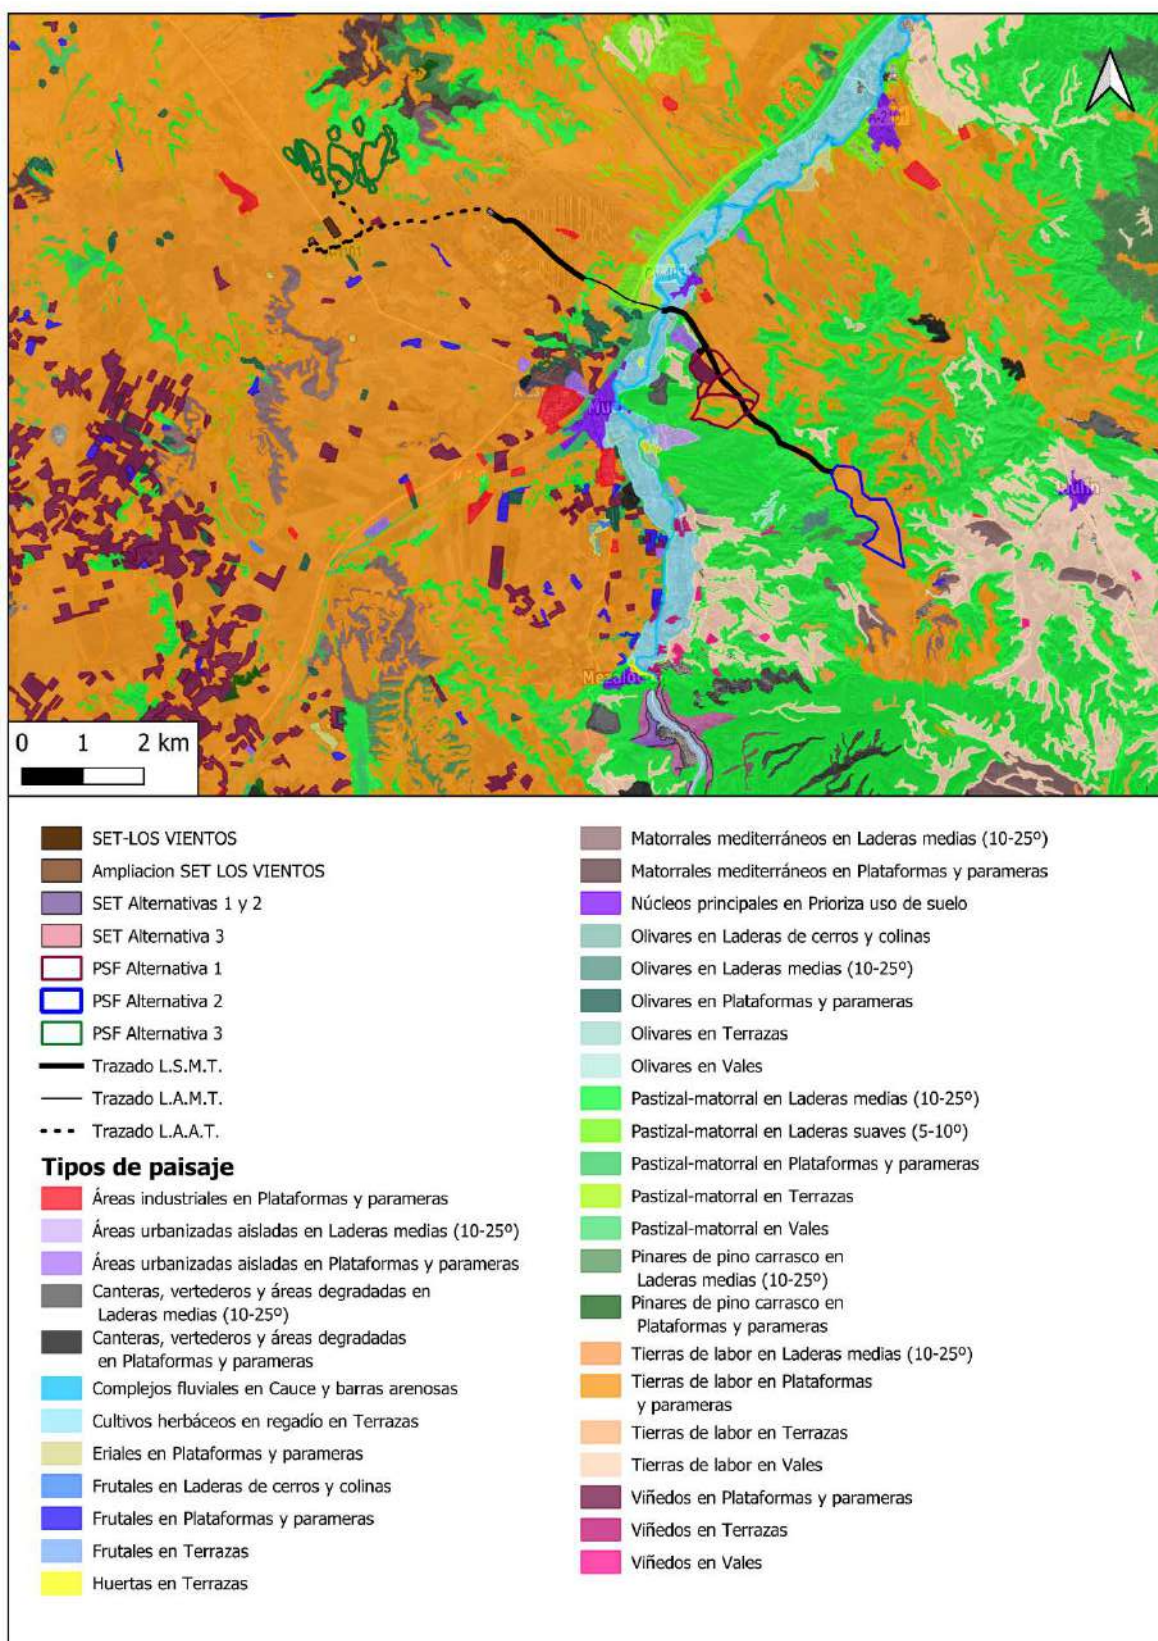 0 1 2 km
SET-LOS VIENTOS
Ampliacion SET LOS VIENTOS
SET Alternativas 1 y 2
SET Alternativa 3
PSF Alternativa 1
PSF Alternativa 2
PSF Alternativa 3
Trazado L.S.M.T.
Trazado L.A.M.T.
Trazado L.A.A.T.
Tipos de paisaje
Áreas industriales en Plataformas y parameras
Áreas urbanizadas aisladas en Laderas medias (10-25º)
Áreas urbanizadas aisladas en Plataformas y parameras
Canteras, vertederos y áreas degradadas en
Laderas medias (10-25º)
Canteras, vertederos y áreas degradadas
en Plataformas y parameras
Complejos fluviales en Cauce y barras arenosas
Cultivos herbáceos en regadío en Terrazas
Eriales en Plataformas y parameras
Frutales en Laderas de cerros y colinas
Frutales en Plataformas y parameras
Frutales en Terrazas
Huertas en Terrazas
Matorrales mediterráneos en Laderas medias (10-25º)
Matorrales mediterráneos en Plataformas y parameras
Núcleos principales en Prioriza uso de suelo
Olivares en Laderas de cerros y colinas
Olivares en Laderas medias (10-25º)
Olivares en Plataformas y parameras
Olivares en Terrazas
Olivares en Vales
Pastizal-matorral en Laderas medias (10-25º)
Pastizal-matorral en Laderas suaves (5-10º)
Pastizal-matorral en Plataformas y parameras
Pastizal-matorral en Terrazas
Pastizal-matorral en Vales
Pinares de pino carrasco en
Laderas medias (10-25º)
Pinares de pino carrasco en
Plataformas y parameras
Tierras de labor en Laderas medias (10-25º)
Tierras de labor en Plataformas
y parameras
Tierras de labor en Terrazas
Tierras de labor en Vales
Viñedos en Plataformas y parameras
Viñedos en Terrazas
Viñedos en Vales